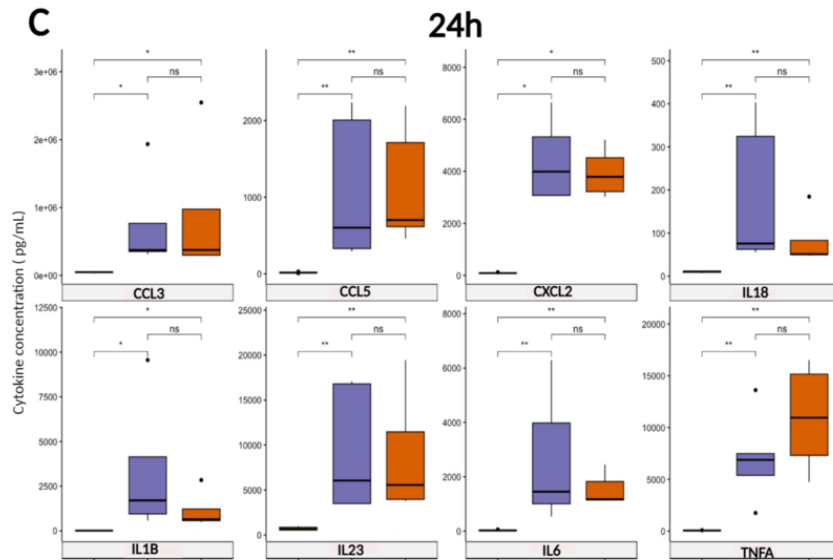 C
24h
Cytokine concentration ( pg/mL)
3e+06
2e+06
1e+06
0e+00
*
*
ns
CCL3
2000
1000
0
**
**
ns
CCL5
8000
6000
4000
2000
0
*
*
ns
CXCL2
500
400
300
200
100
0
**
**
ns
IL18
12500
10000
7500
5000
2500
0
*
*
ns
IL1B
25000
20000
15000
10000
5000
0
**
**
ns
IL23
8000
6000
4000
2000
0
**
**
ns
IL6
20000
15000
10000
5000
0
**
**
ns
TNFA